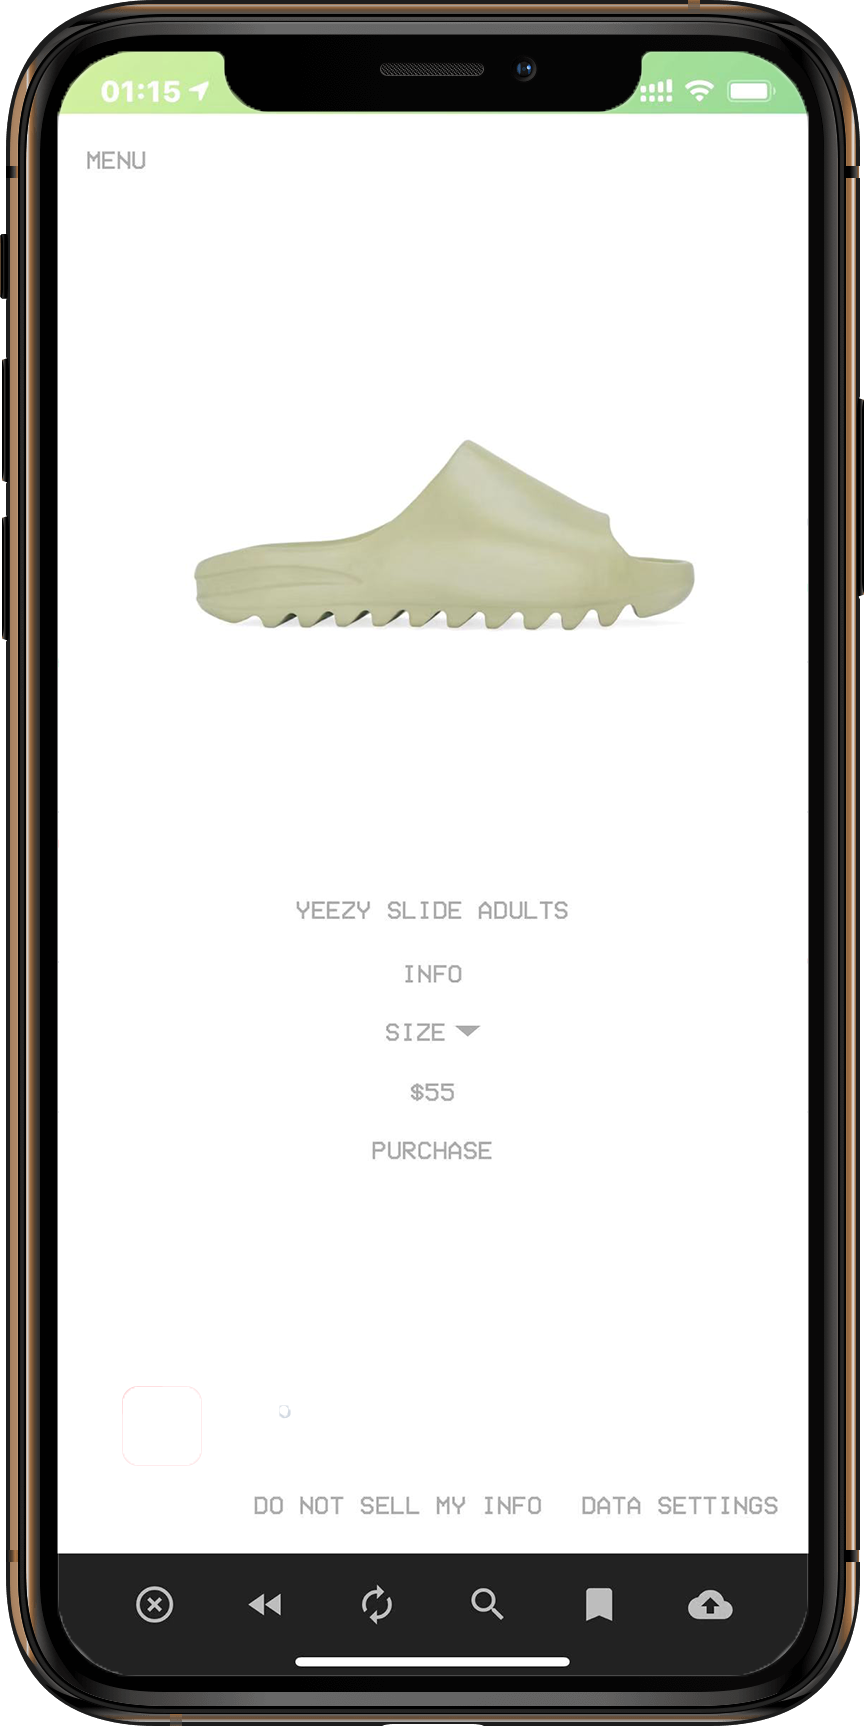 01:15
MENU
YEEZY SLIDE ADULTS
INFO
SIZE
$55
PURCHASE
DO NOT SELL MY INFO DATA SETTINGS